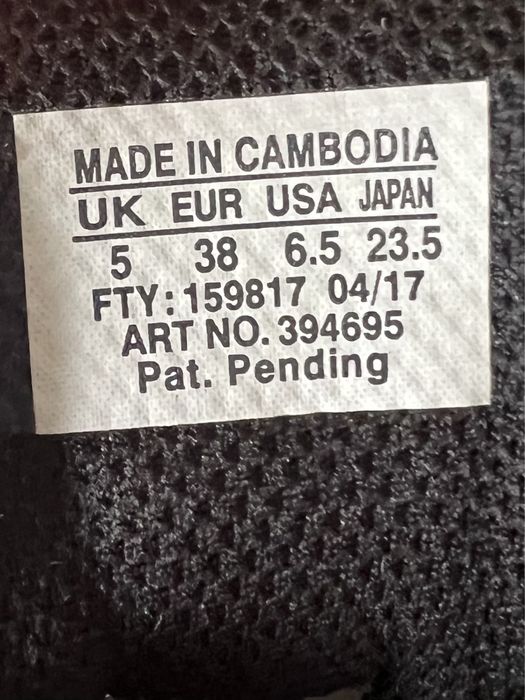 MADE IN CAMBODIA
UK EUR USA JAPAN
5 38 6.5 23.5
FTY: 159817 04/17
ART NO. 394695
Pat. Pending